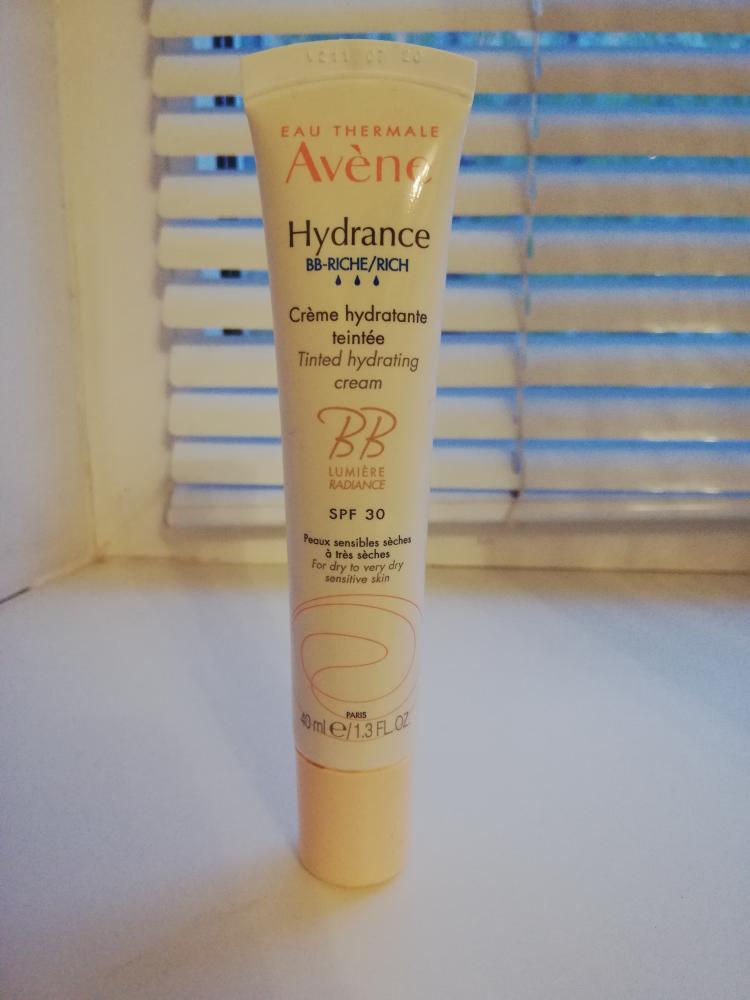 EAU THERMALE
Avène
Hydrance
BB-RICHE/RICH
Crème hydratante
teintée
Tinted hydrating
cream
BB
LUMIÈRE
RADIANCE
SPF 30
Peaux sensibles sèches
à très sèches
For dry to very dry
sensitive skin
PARIS
40 ml e/1.3 FL.OZ.